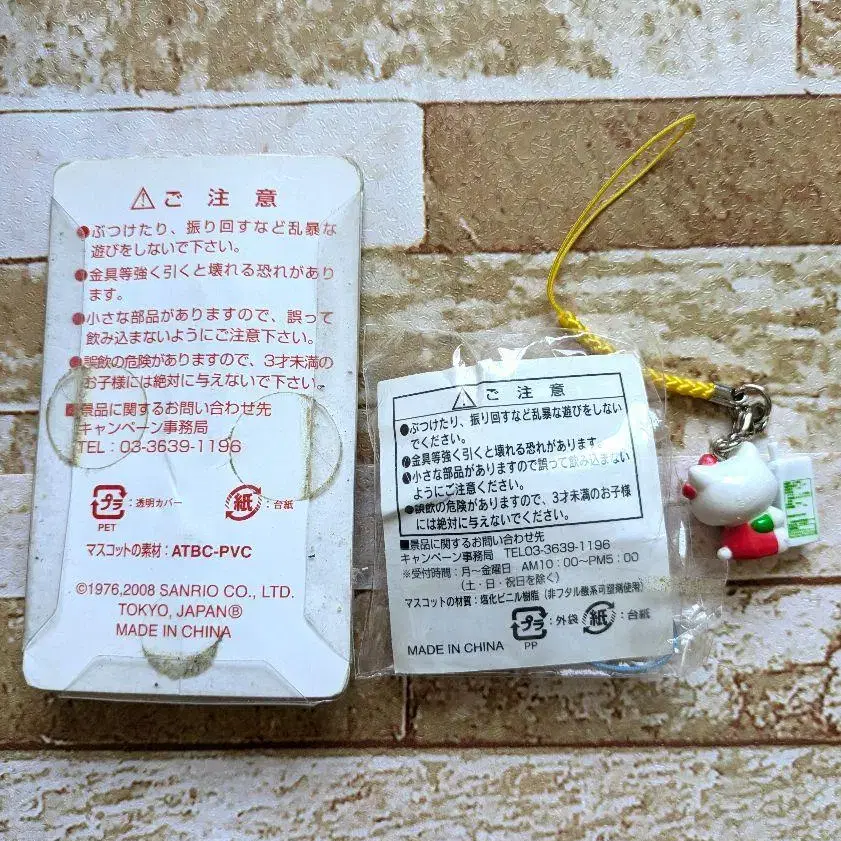 ⚠ご注意
●ぶつけたり、振り回すなど乱暴な
遊びをしないで下さい。
●金具等強く引くと壊れる恐れがあり
ます。
●小さな部品がありますので、誤って
飲み込まないようにご注意下さい。
●誤飲の危険がありますので、3才未満の
お子様には絶対に与えないで下さい。
■景品に関するお問い合わせ先
キャンペーン事務局
TEL：03-3639-1196
プラ PET ：透明カバー 紙 ：台紙
マスコットの素材：ATBC-PVC
©1976,2008 SANRIO CO., LTD.
TOKYO, JAPAN Ⓟ
MADE IN CHINA
⚠ご注意
●ぶつけたり、振り回すなど乱暴な遊びをしない
でください。
●金具等強く引くと壊れる恐れがあります。
●小さな部品がありますので誤って飲み込まない
ようにご注意ください。
●誤飲の危険がありますので、3才未満のお子様
には絶対に与えないでください。
■景品に関するお問い合わせ先
キャンペーン事務局 TEL03-3639-1196
※受付時間：月～金曜日 AM10：00～PM5：00
（土・日・祝日を除く）
マスコットの材質：塩化ビニル樹脂（非フタル酸系可塑剤使用）
プラ PP ：外袋 紙 ：台紙
MADE IN CHINA